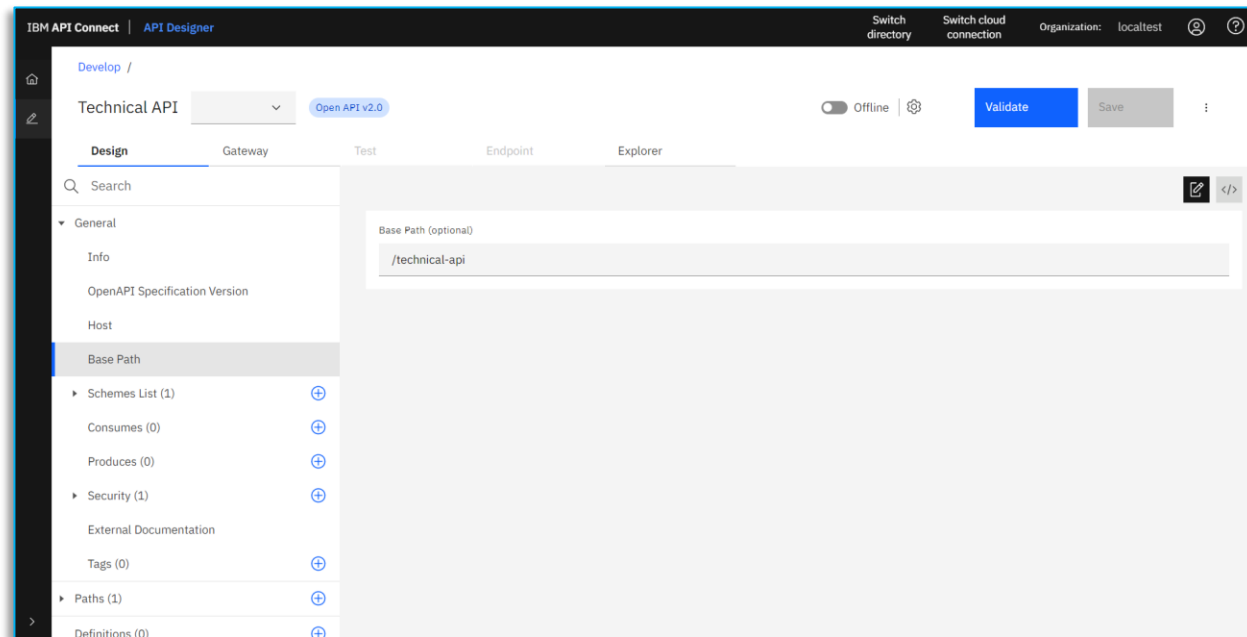 IBM API Connect | API Designer
Switch directory
Switch cloud connection
Organization: localtest
Develop /
Technical API
Open API v2.0
Offline
Validate
Save
Design
Gateway
Test
Endpoint
Explorer
Search
General
Info
OpenAPI Specification Version
Host
Base Path
Schemes List (1)
Consumes (0)
Produces (0)
Security (1)
External Documentation
Tags (0)
Paths (1)
Definitions (0)
Base Path (optional)
/technical-api